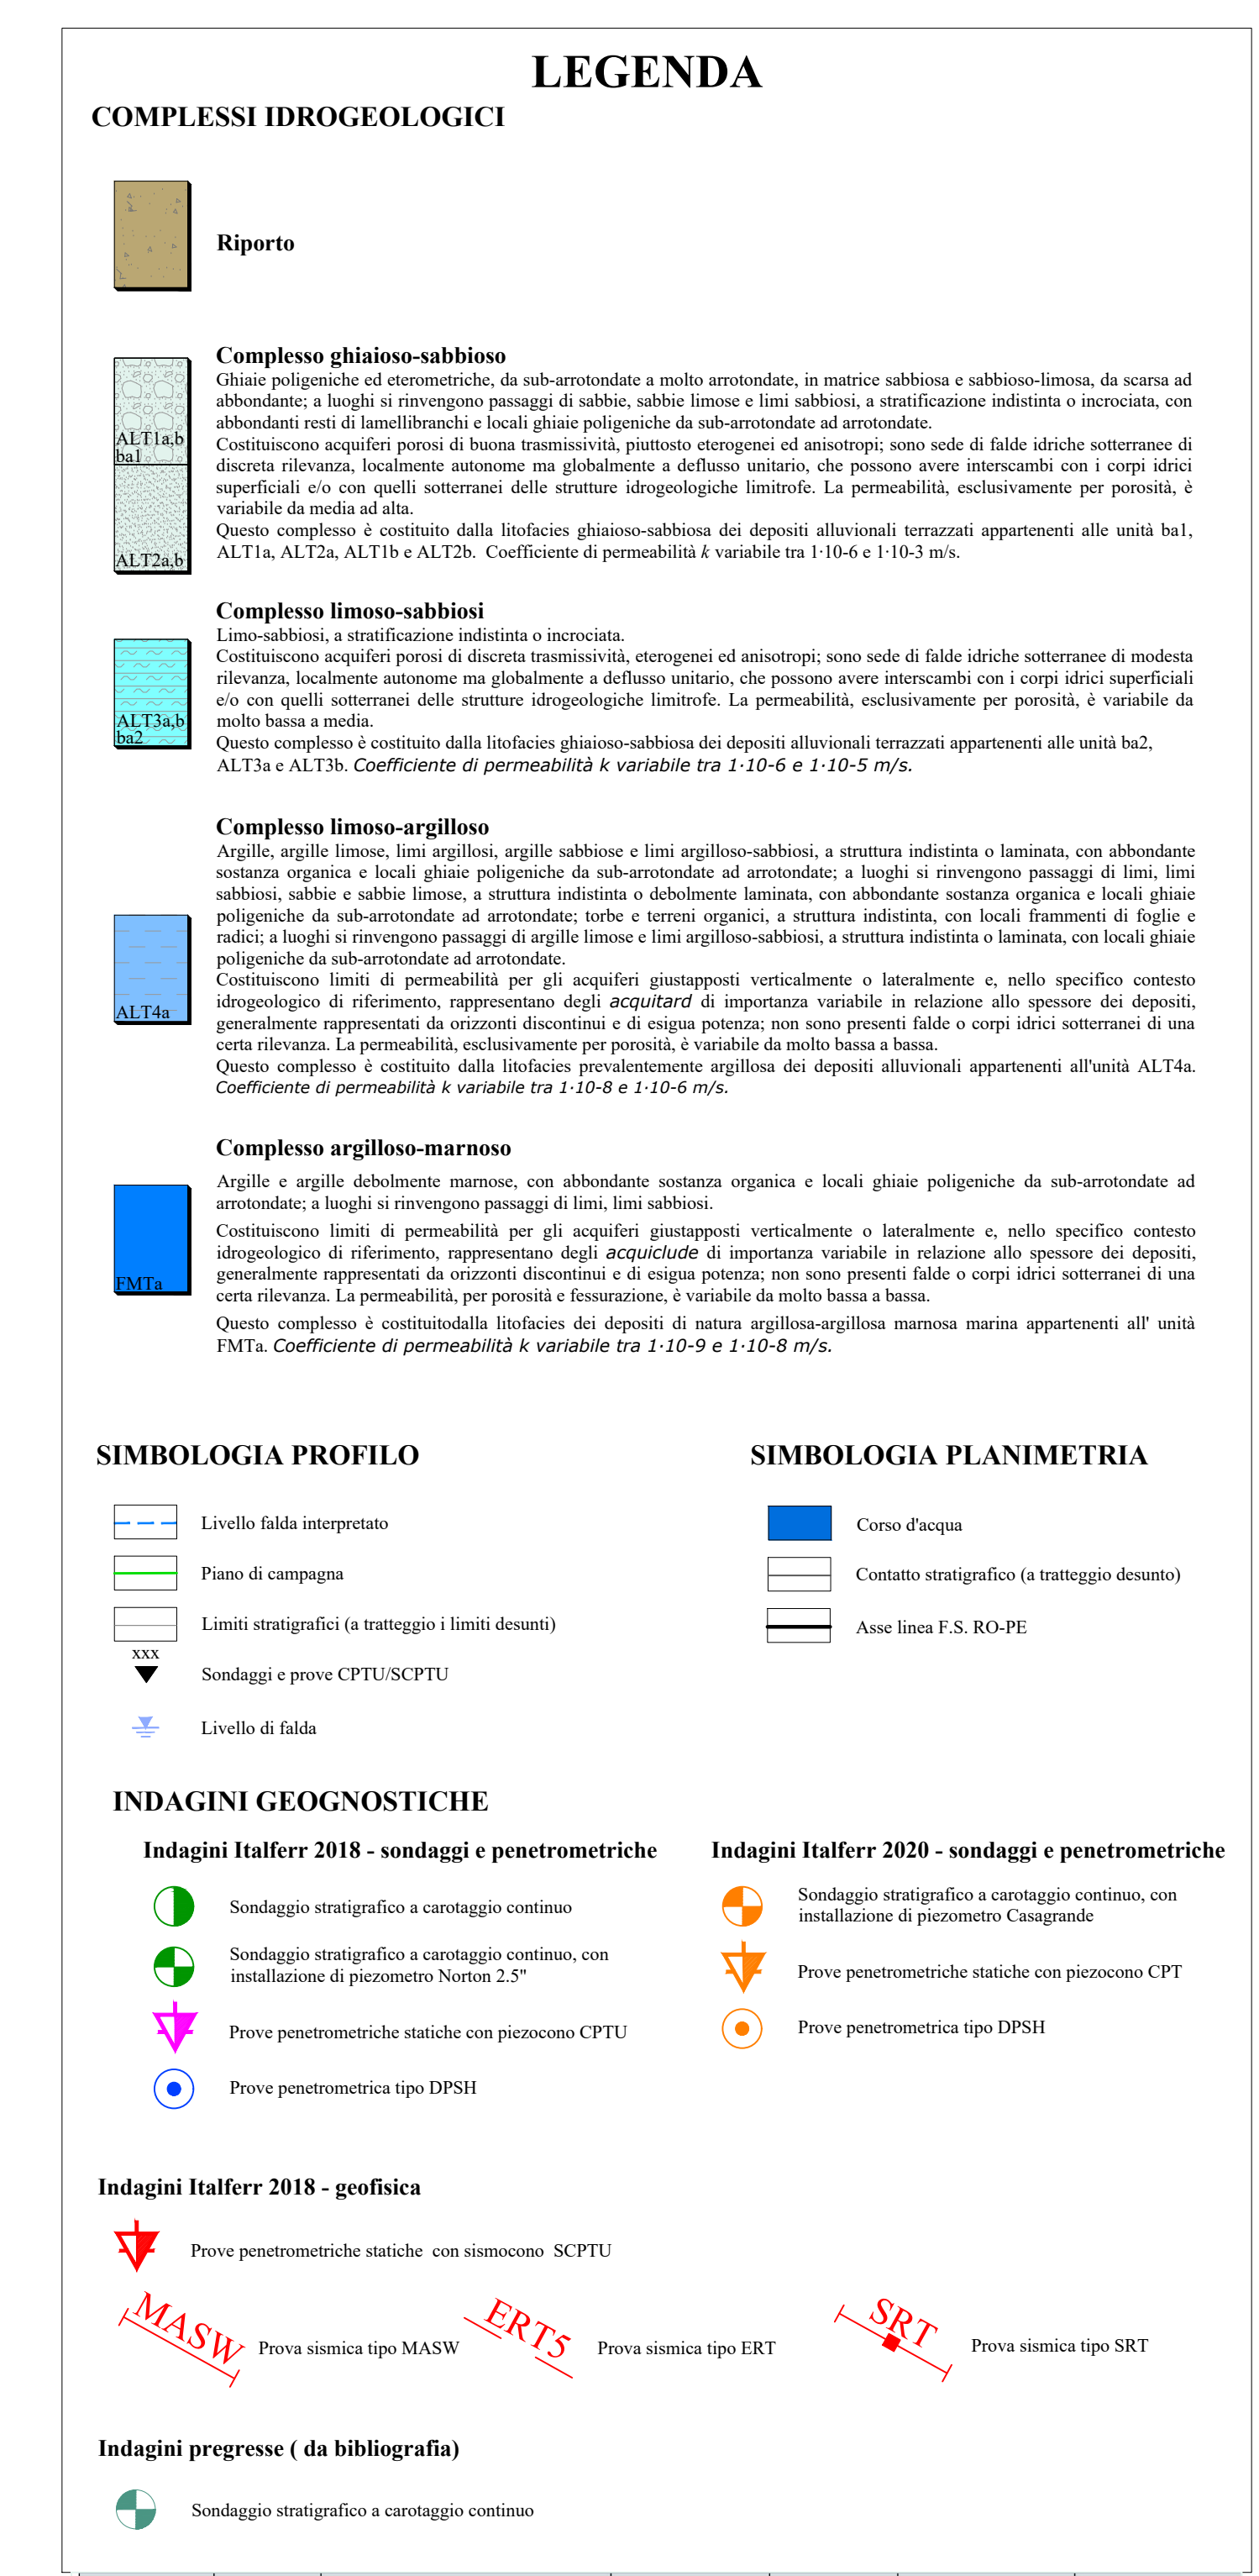 LEGENDA
COMPLESSI IDROGEOLOGICI
Riporto
Complesso ghiaioso-sabbioso
Ghiaie poligeniche ed eterometriche, da sub-arrotondate a molto arrotondate, in matrice sabbiosa e sabbioso-limosa, da scarsa ad
abbondante; a luoghi si rinvengono passaggi di sabbie, sabbie limose e limi sabbiosi, a stratificazione indistinta o incrociata, con
abbondanti resti di lamellibranchi e locali ghiaie poligeniche da sub-arrotondate ad arrotondate.
Costituiscono acquiferi porosi di buona trasmissività, piuttosto eterogenei ed anisotropi; sono sede di falde idriche sotterranee di
discreta rilevanza, localmente autonome ma globalmente a deflusso unitario, che possono avere interscambi con i corpi idrici
superficiali e/o con quelli sotterranei delle strutture idrogeologiche limitrofe. La permeabilità, esclusivamente per porosità, è
variabile da media ad alta.
Questo complesso è costituito dalla litofacies ghiaioso-sabbiosa dei depositi alluvionali terrazzati appartenenti alle unità ba1,
ALT1a, ALT2a, ALT1b e ALT2b. Coefficiente di permeabilità k variabile tra 1·10-6 e 1·10-3 m/s.
ALT1a,b
ba1
ALT2a,b
Complesso limoso-sabbiosi
Limo-sabbiosi, a stratificazione indistinta o incrociata.
Costituiscono acquiferi porosi di discreta trasmissività, eterogenei ed anisotropi; sono sede di falde idriche sotterranee di modesta
rilevanza, localmente autonome ma globalmente a deflusso unitario, che possono avere interscambi con i corpi idrici superficiali
e/o con quelli sotterranei delle strutture idrogeologiche limitrofe. La permeabilità, esclusivamente per porosità, è variabile da
molto bassa a media.
Questo complesso è costituito dalla litofacies ghiaioso-sabbiosa dei depositi alluvionali terrazzati appartenenti alle unità ba2,
ALT3a e ALT3b. Coefficiente di permeabilità k variabile tra 1·10-6 e 1·10-5 m/s.
ALT3a,b
ba2
Complesso limoso-argilloso
Argille, argille limose, limi argillosi, argille sabbiose e limi argilloso-sabbiosi, a struttura indistinta o laminata, con abbondante
sostanza organica e locali ghiaie poligeniche da sub-arrotondate ad arrotondate; a luoghi si rinvengono passaggi di limi, limi
sabbiosi, sabbie e sabbie limose, a struttura indistinta o debolmente laminata, con abbondante sostanza organica e locali ghiaie
poligeniche da sub-arrotondate ad arrotondate; torbe e terreni organici, a struttura indistinta, con locali frammenti di foglie e
radici; a luoghi si rinvengono passaggi di argille limose e limi argilloso-sabbiosi, a struttura indistinta o laminata, con locali ghiaie
poligeniche da sub-arrotondate ad arrotondate.
Costituiscono limiti di permeabilità per gli acquiferi giustapposti verticalmente o lateralmente e, nello specifico contesto
idrogeologico di riferimento, rappresentano degli acquitard di importanza variabile in relazione allo spessore dei depositi,
generalmente rappresentati da orizzonti discontinui e di esigua potenza; non sono presenti falde o corpi idrici sotterranei di una
certa rilevanza. La permeabilità, esclusivamente per porosità, è variabile da molto bassa a bassa.
Questo complesso è costituito dalla litofacies prevalentemente argillosa dei depositi alluvionali appartenenti all'unità ALT4a.
Coefficiente di permeabilità k variabile tra 1·10-8 e 1·10-6 m/s.
ALT4a
Complesso argilloso-marnoso
Argille e argille debolmente marnose, con abbondante sostanza organica e locali ghiaie poligeniche da sub-arrotondate ad
arrotondate; a luoghi si rinvengono passaggi di limi, limi sabbiosi.
Costituiscono limiti di permeabilità per gli acquiferi giustapposti verticalmente o lateralmente e, nello specifico contesto
idrogeologico di riferimento, rappresentano degli acquiclude di importanza variabile in relazione allo spessore dei depositi,
generalmente rappresentati da orizzonti discontinui e di esigua potenza; non sono presenti falde o corpi idrici sotterranei di una
certa rilevanza. La permeabilità, per porosità e fessurazione, è variabile da molto bassa a bassa.
Questo complesso è costituitodalla litofacies dei depositi di natura argillosa-argillosa marnosa marina appartenenti all' unità
FMTa. Coefficiente di permeabilità k variabile tra 1·10-9 e 1·10-8 m/s.
FMTa
SIMBOLOGIA PROFILO
Livello falda interpretato
Piano di campagna
Limiti stratigrafici (a tratteggio i limiti desunti)
xxx
Sondaggi e prove CPTU/SCPTU
Livello di falda
SIMBOLOGIA PLANIMETRIA
Corso d'acqua
Contatto stratigrafico (a tratteggio desunto)
Asse linea F.S. RO-PE
INDAGINI GEOGNOSTICHE
Indagini Italferr 2018 - sondaggi e penetrometriche
Sondaggio stratigrafico a carotaggio continuo
Sondaggio stratigrafico a carotaggio continuo, con
installazione di piezometro Norton 2.5"
Prove penetrometriche statiche con piezocono CPTU
Prove penetrometrica tipo DPSH
Indagini Italferr 2020 - sondaggi e penetrometriche
Sondaggio stratigrafico a carotaggio continuo, con
installazione di piezometro Casagrande
Prove penetrometriche statiche con piezocono CPT
Prove penetrometrica tipo DPSH
Indagini Italferr 2018 - geofisica
Prove penetrometriche statiche con sismocono SCPTU
MASW
Prova sismica tipo MASW
ERT5
Prova sismica tipo ERT
SRT
Prova sismica tipo SRT
Indagini pregresse ( da bibliografia)
Sondaggio stratigrafico a carotaggio continuo